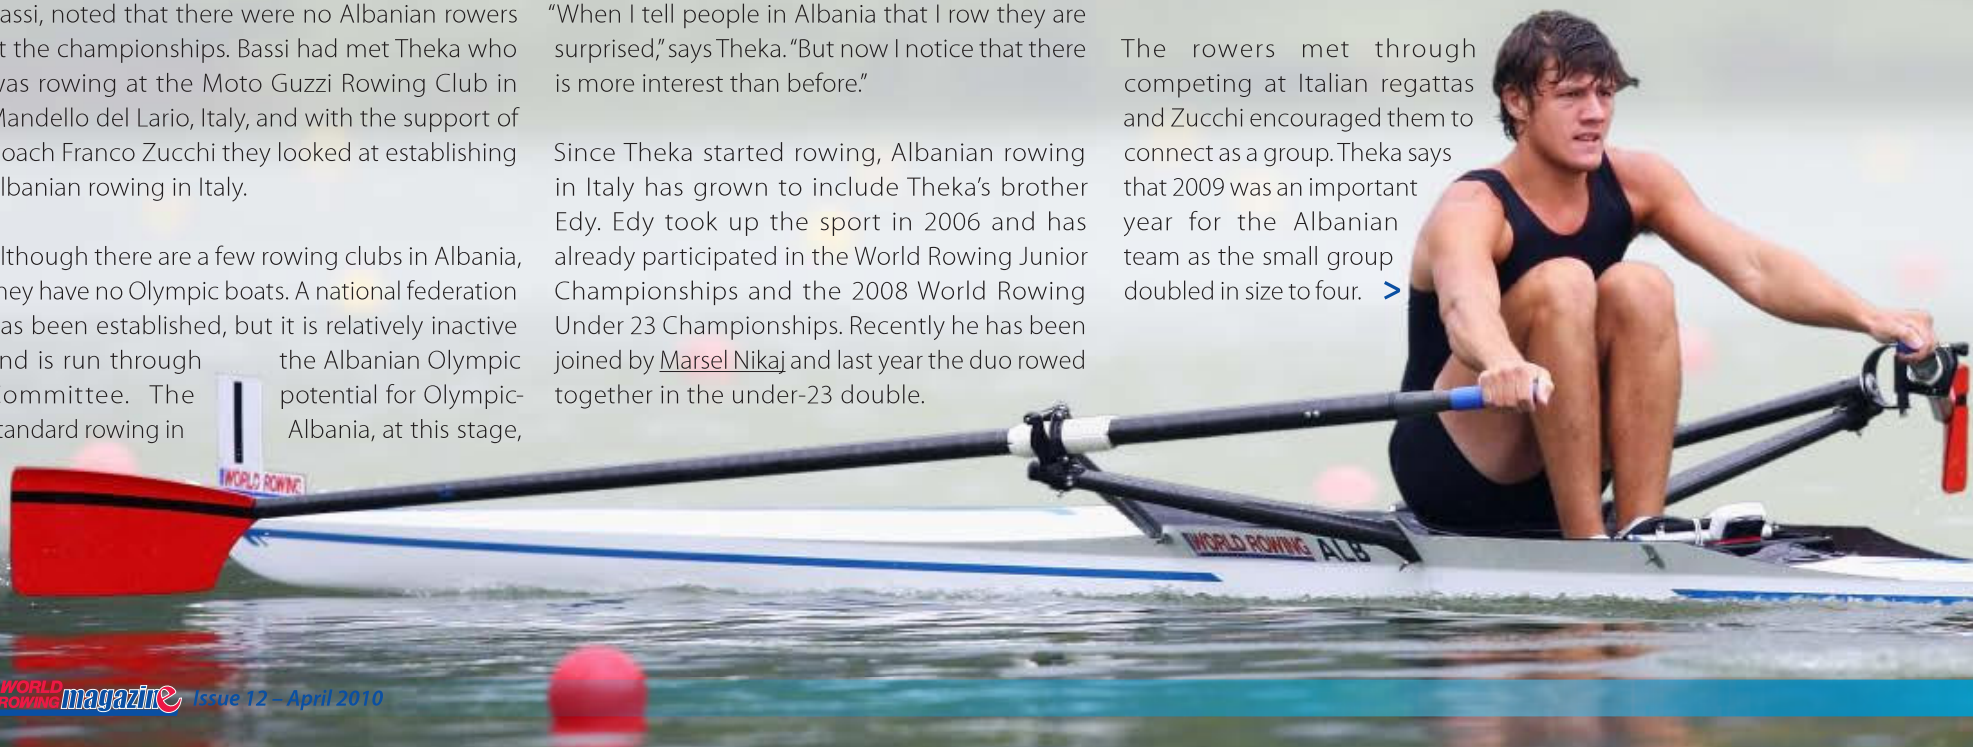 assi, noted that there were no Albanian rowers
t the championships. Bassi had met Theka who
was rowing at the Moto Guzzi Rowing Club in
Mandello del Lario, Italy, and with the support of
oach Franco Zucchi they looked at establishing
lbanian rowing in Italy.
lthough there are a few rowing clubs in Albania,
hey have no Olympic boats. A national federation
as been established, but it is relatively inactive
nd is run through the Albanian Olympic
ommittee. The potential for Olympic-
tandard rowing in Albania, at this stage,
“When I tell people in Albania that I row they are
surprised,” says Theka. “But now I notice that there
is more interest than before.”
Since Theka started rowing, Albanian rowing
in Italy has grown to include Theka’s brother
Edy. Edy took up the sport in 2006 and has
already participated in the World Rowing Junior
Championships and the 2008 World Rowing
Under 23 Championships. Recently he has been
joined by Marsel Nikaj and last year the duo rowed
together in the under-23 double.
The rowers met through
competing at Italian regattas
and Zucchi encouraged them to
connect as a group. Theka says
that 2009 was an important
year for the Albanian
team as the small group
doubled in size to four. >
1
WORLD ROWING
WORLD ROWING ALB
WORLD
ROWING magazine Issue 12 – April 2010